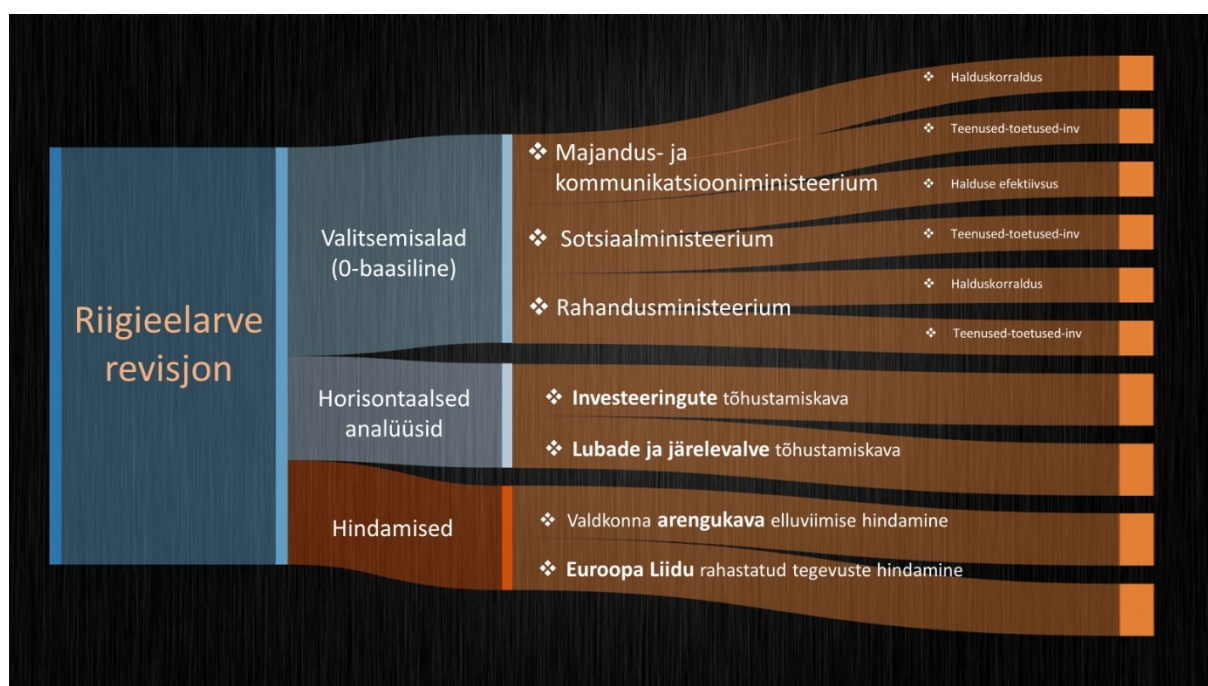 Riigieelarve
revisjon
Valitsemisalad
(0-baasiline)
Horisontaalsed
analüüsid
Hindamised
❖ Majandus- ja
kommunikatsiooniministeerium
❖ Sotsiaalministeerium
❖ Rahandusministeerium
❖ Halduskorraldus
❖ Teenused-toetused-inv
❖ Halduse efektiivsus
❖ Teenused-toetused-inv
❖ Halduskorraldus
❖ Teenused-toetused-inv
❖ Investeeringute tõhustamiskava
❖ Lubade ja järelevalve tõhustamiskava
❖ Valdkonna arengukava elluviimise hindamine
❖ Euroopa Liidu rahastatud tegevuste hindamine